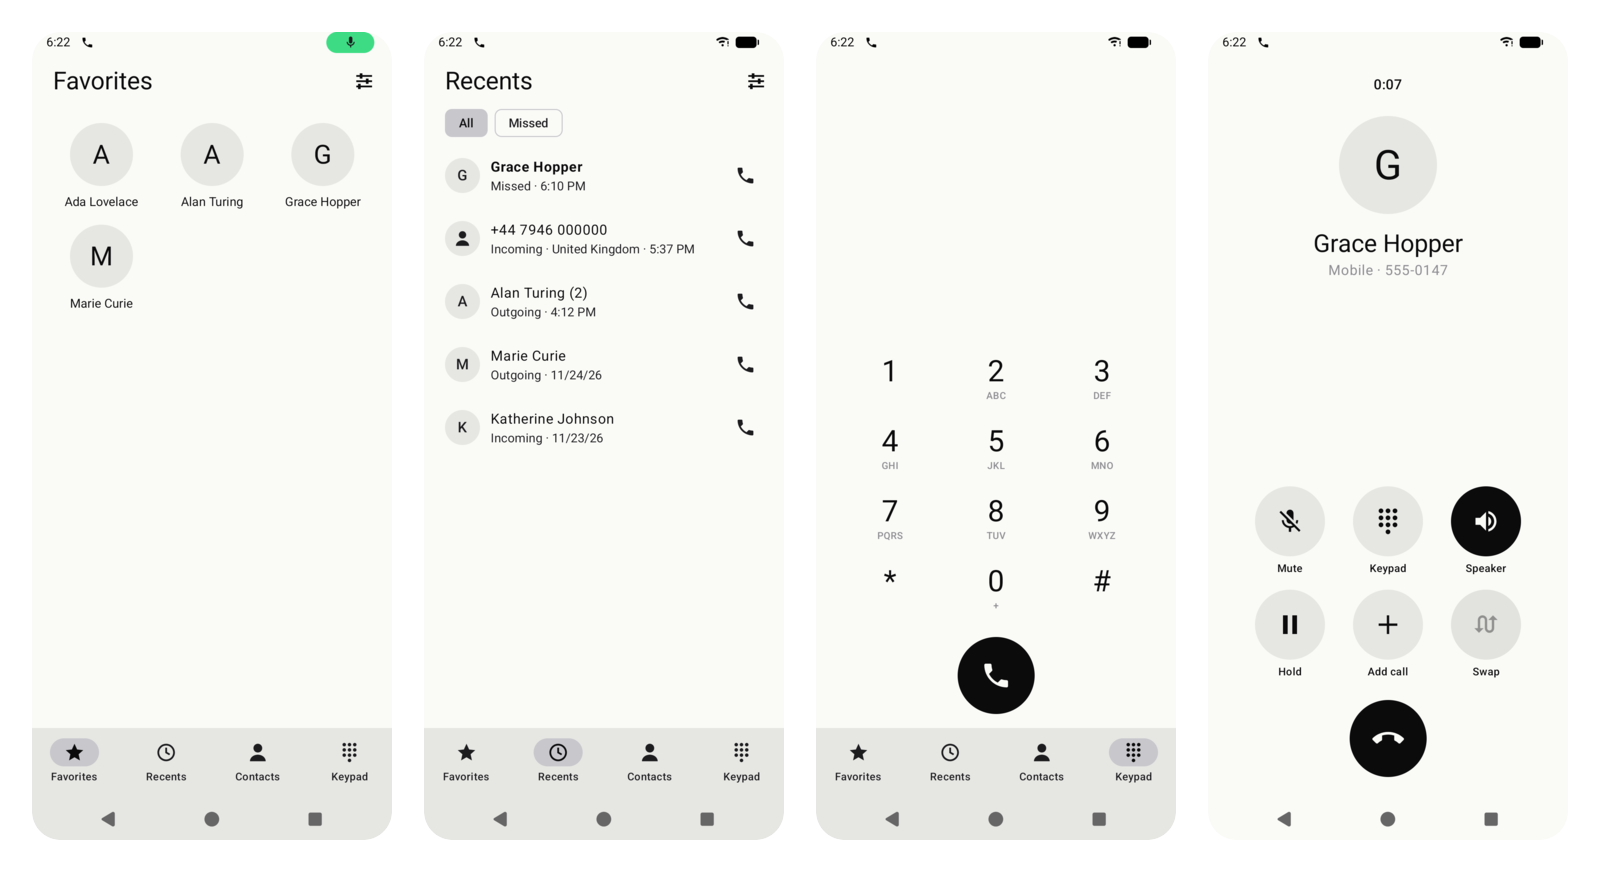 6:22
Favorites
A
A
G
Ada Lovelace
Alan Turing
Grace Hopper
M
Marie Curie
Favorites
Recents
Contacts
Keypad
6:22
Recents
All
Missed
G
Grace Hopper
Missed · 6:10 PM
+44 7946 000000
Incoming · United Kingdom · 5:37 PM
A
Alan Turing (2)
Outgoing · 4:12 PM
M
Marie Curie
Outgoing · 11/24/26
K
Katherine Johnson
Incoming · 11/23/26
Favorites
Recents
Contacts
Keypad
6:22
1
2
3
ABC
DEF
4
5
6
GHI
JKL
MNO
7
8
9
PQRS
TUV
WXYZ
*
0
#
+
Favorites
Recents
Contacts
Keypad
6:22
0:07
G
Grace Hopper
Mobile · 555-0147
Mute
Keypad
Speaker
Hold
Add call
Swap